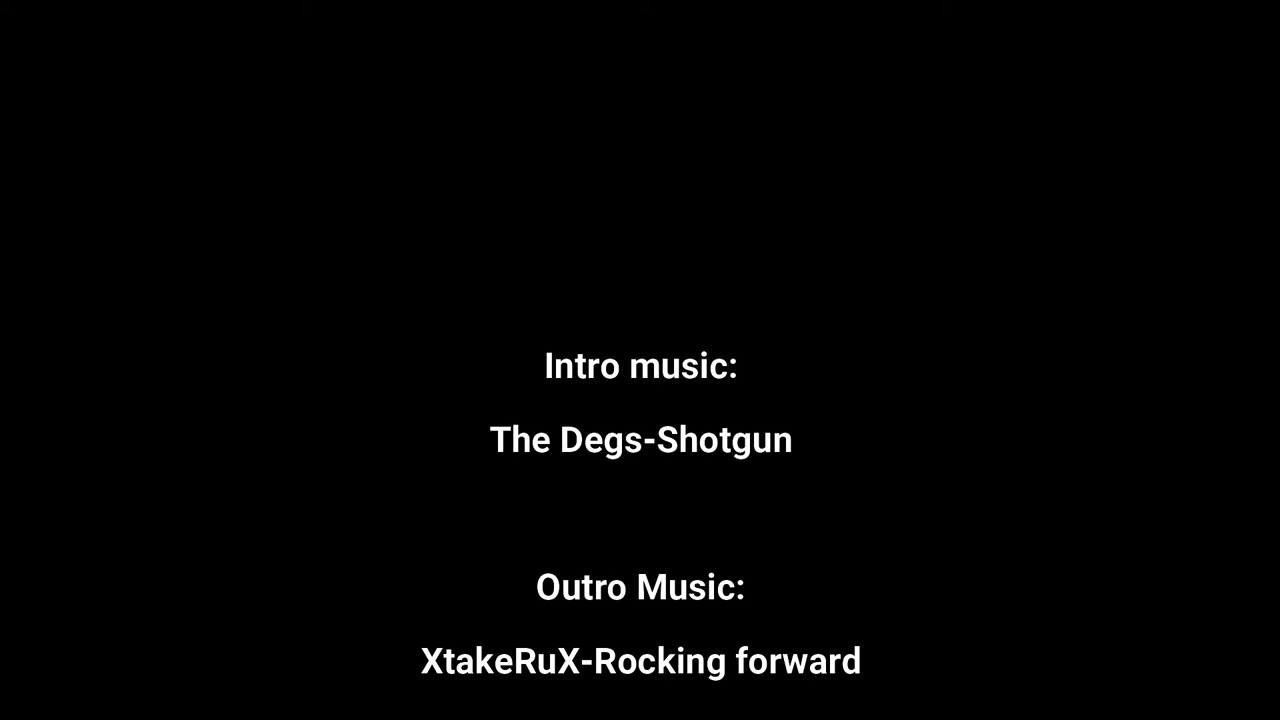 Intro music:
The Degs-Shotgun
Outro Music:
XtakeRuX-Rocking forward